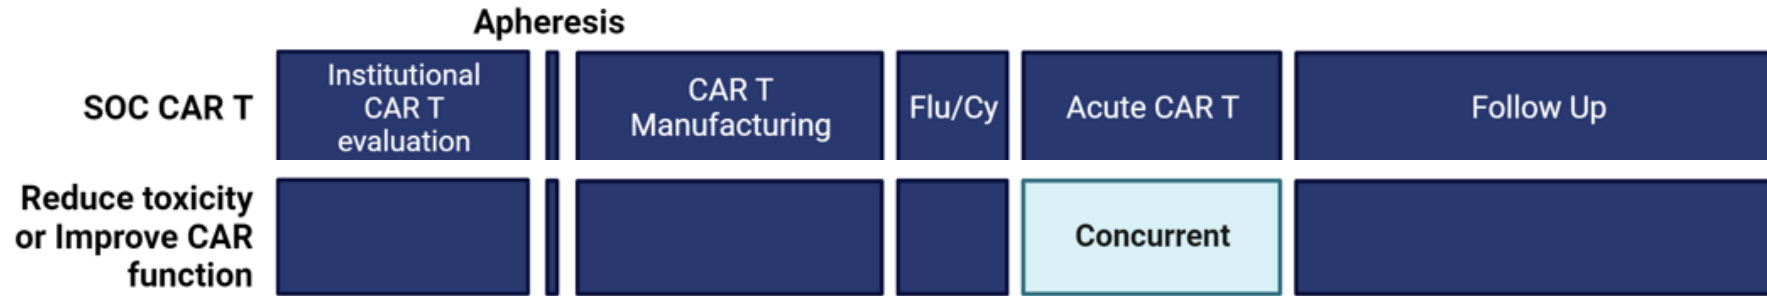 Apheresis
SOC CAR T
Institutional
CAR T
evaluation
CAR T
Manufacturing
Flu/Cy
Acute CAR T
Follow Up
Reduce toxicity
or Improve CAR
function
Concurrent